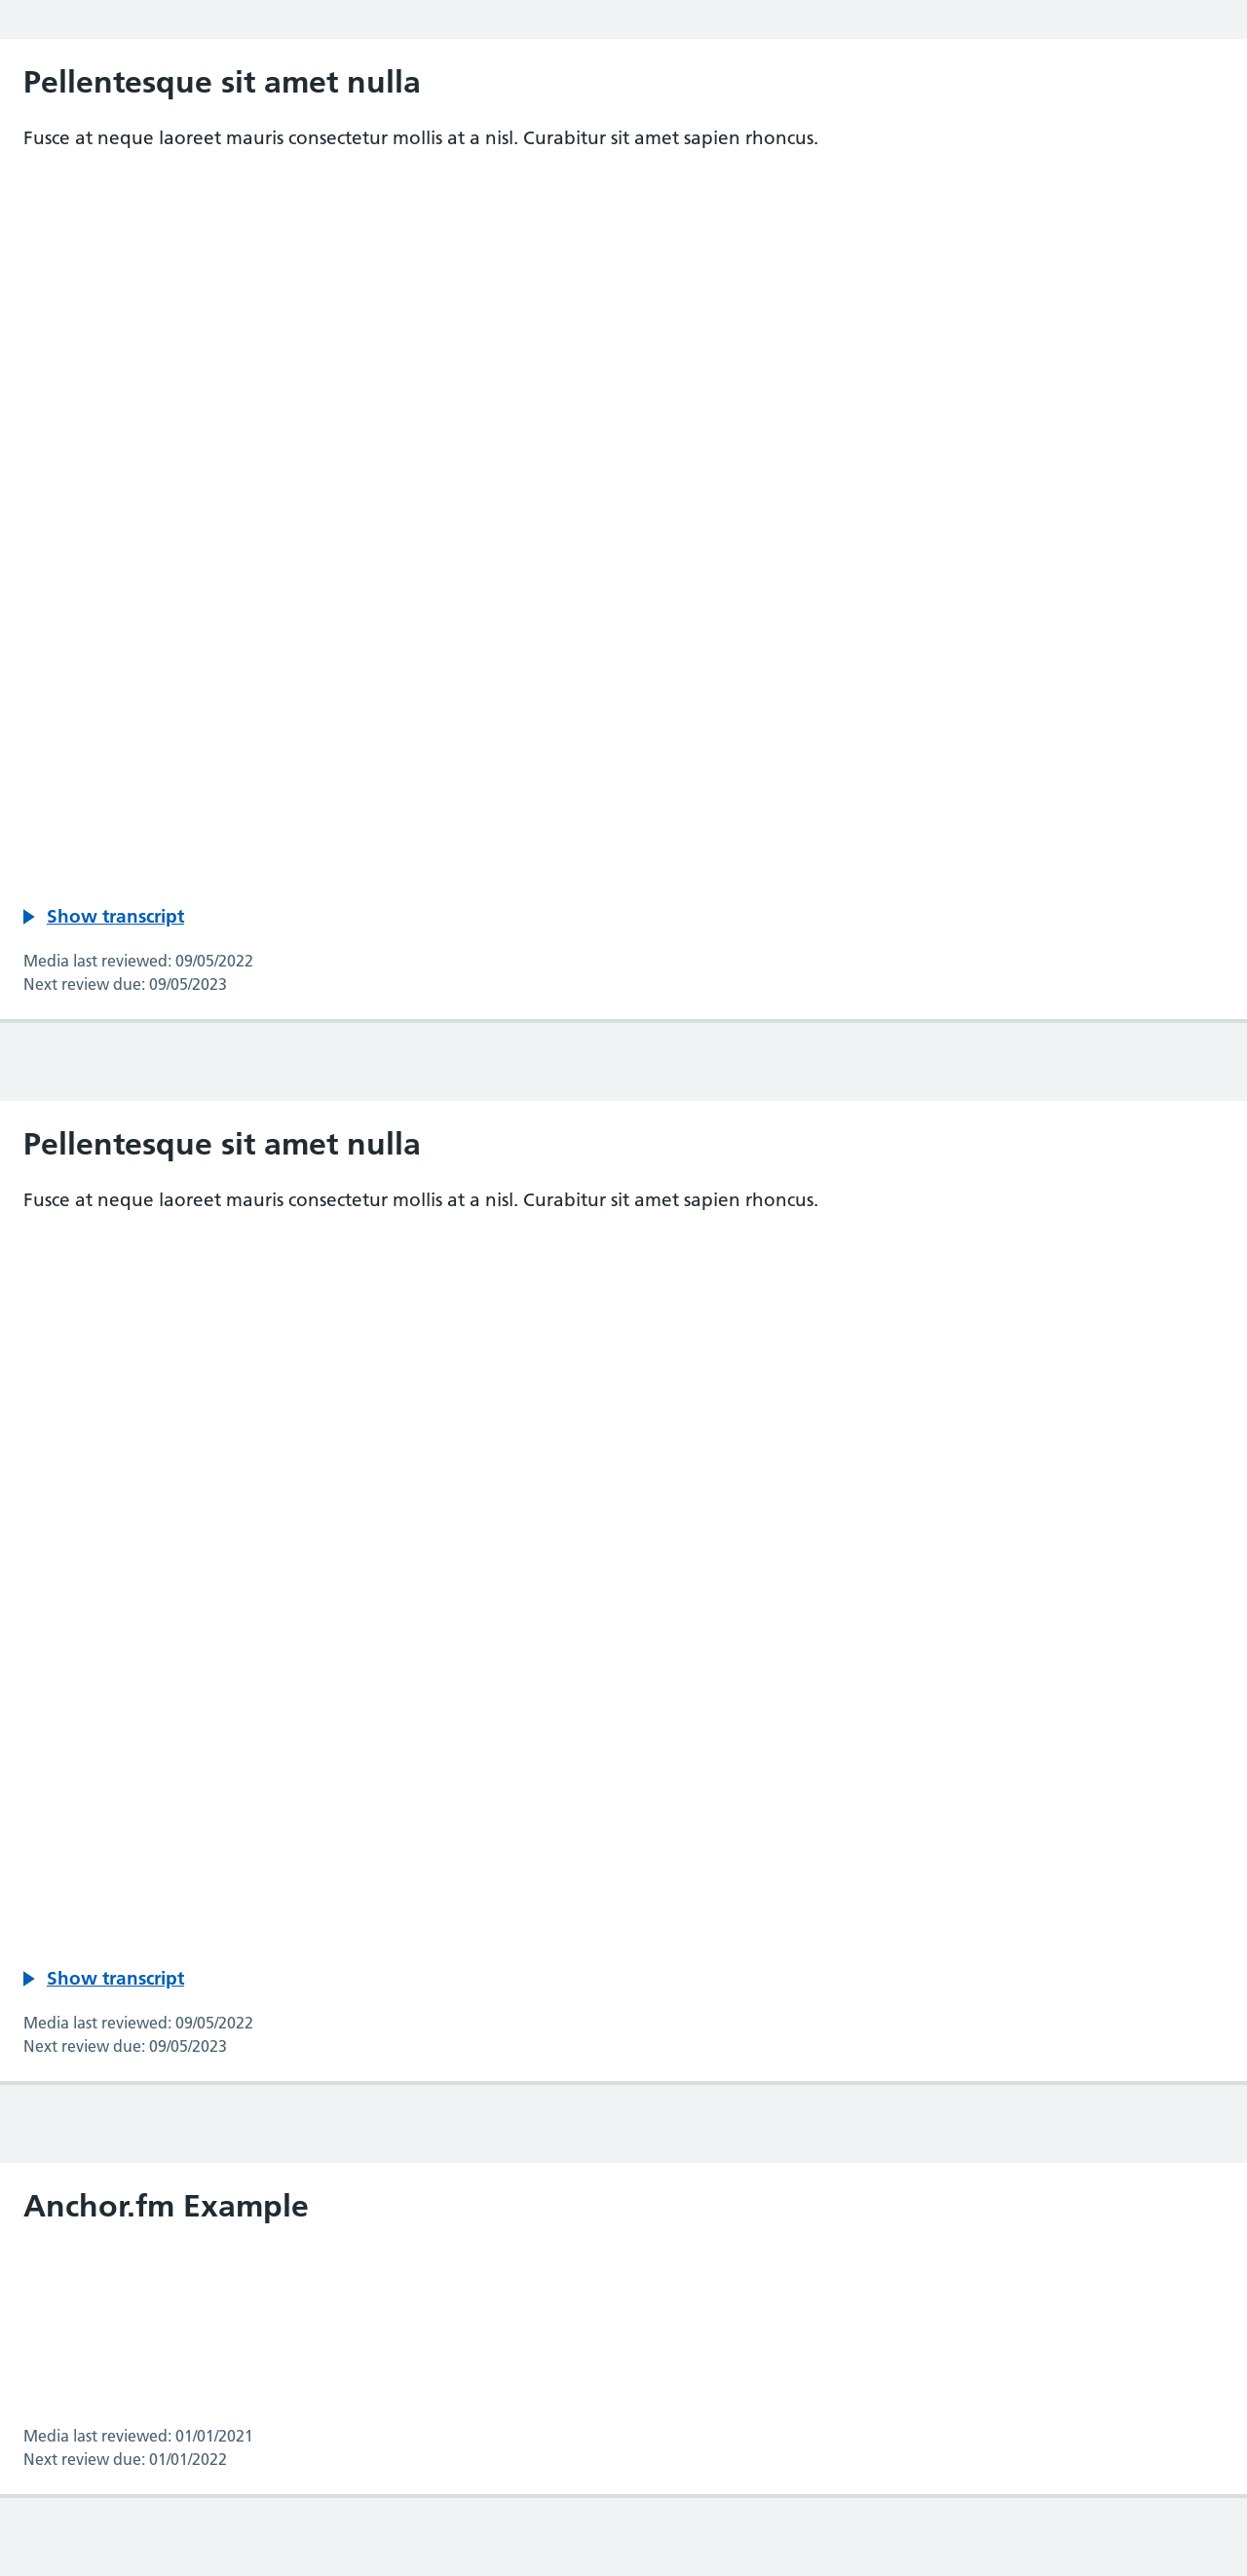 Pellentesque sit amet nulla
Fusce at neque laoreet mauris consectetur mollis at a nisl. Curabitur sit amet sapien rhoncus.
Show transcript
Media last reviewed: 09/05/2022
Next review due: 09/05/2023
Pellentesque sit amet nulla
Fusce at neque laoreet mauris consectetur mollis at a nisl. Curabitur sit amet sapien rhoncus.
Show transcript
Media last reviewed: 09/05/2022
Next review due: 09/05/2023
Anchor.fm Example
Media last reviewed: 01/01/2021
Next review due: 01/01/2022